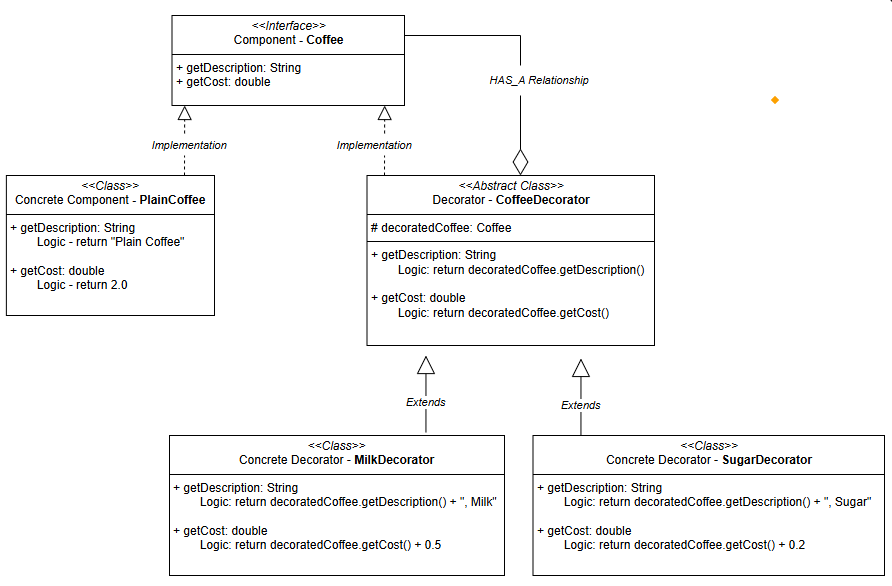 <<Interface>>
Component - Coffee
+ getDescription: String
+ getCost: double
HAS_A Relationship
Implementation
Implementation
<<Class>>
Concrete Component - PlainCoffee
+ getDescription: String
Logic - return "Plain Coffee"
+ getCost: double
Logic - return 2.0
<<Abstract Class>>
Decorator - CoffeeDecorator
# decoratedCoffee: Coffee
+ getDescription: String
Logic: return decoratedCoffee.getDescription()
+ getCost: double
Logic: return decoratedCoffee.getCost()
Extends
Extends
<<Class>>
Concrete Decorator - MilkDecorator
+ getDescription: String
Logic: return decoratedCoffee.getDescription() + ", Milk"
+ getCost: double
Logic: return decoratedCoffee.getCost() + 0.5
<<Class>>
Concrete Decorator - SugarDecorator
+ getDescription: String
Logic: return decoratedCoffee.getDescription() + ", Sugar"
+ getCost: double
Logic: return decoratedCoffee.getCost() + 0.2